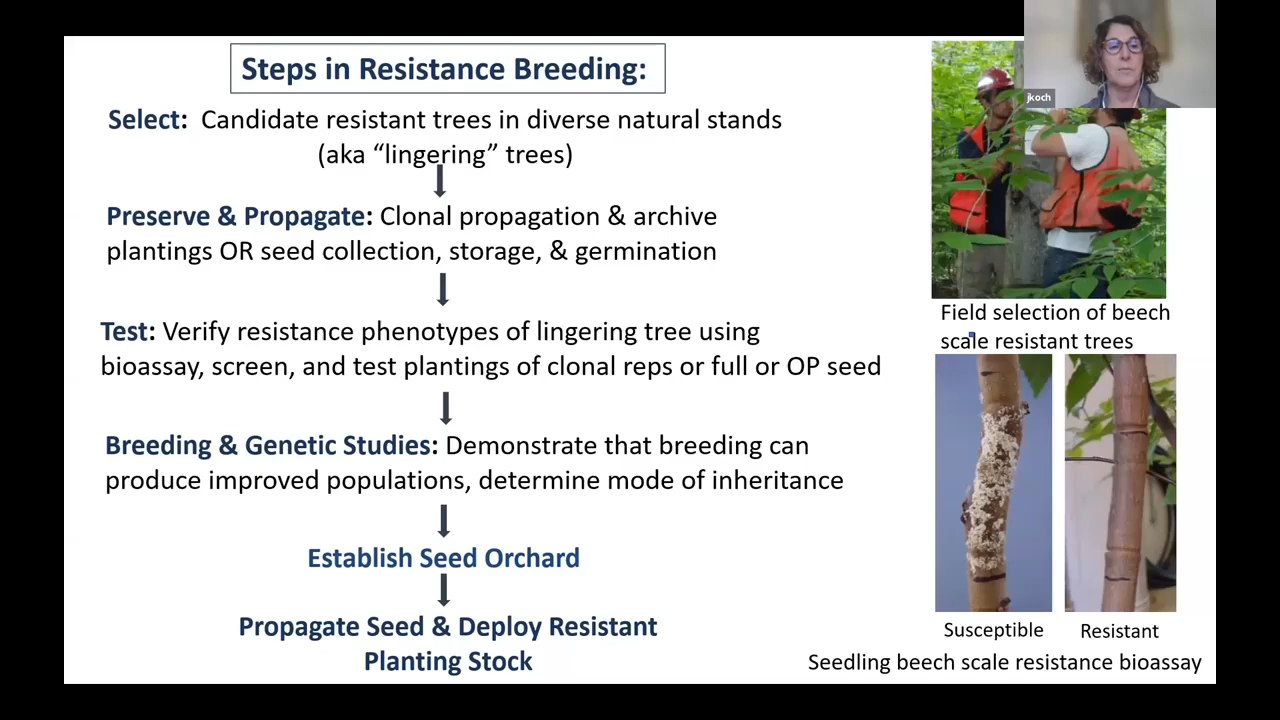 Steps in Resistance Breeding:
Select: Candidate resistant trees in diverse natural stands
(aka “lingering” trees)
Preserve & Propagate: Clonal propagation & archive
plantings OR seed collection, storage, & germination
Test: Verify resistance phenotypes of lingering tree using
bioassay, screen, and test plantings of clonal reps or full or OP seed
Breeding & Genetic Studies: Demonstrate that breeding can
produce improved populations, determine mode of inheritance
Establish Seed Orchard
Propagate Seed & Deploy Resistant
Planting Stock
jkoch
Field selection of beech
scale resistant trees
Susceptible
Resistant
Seedling beech scale resistance bioassay